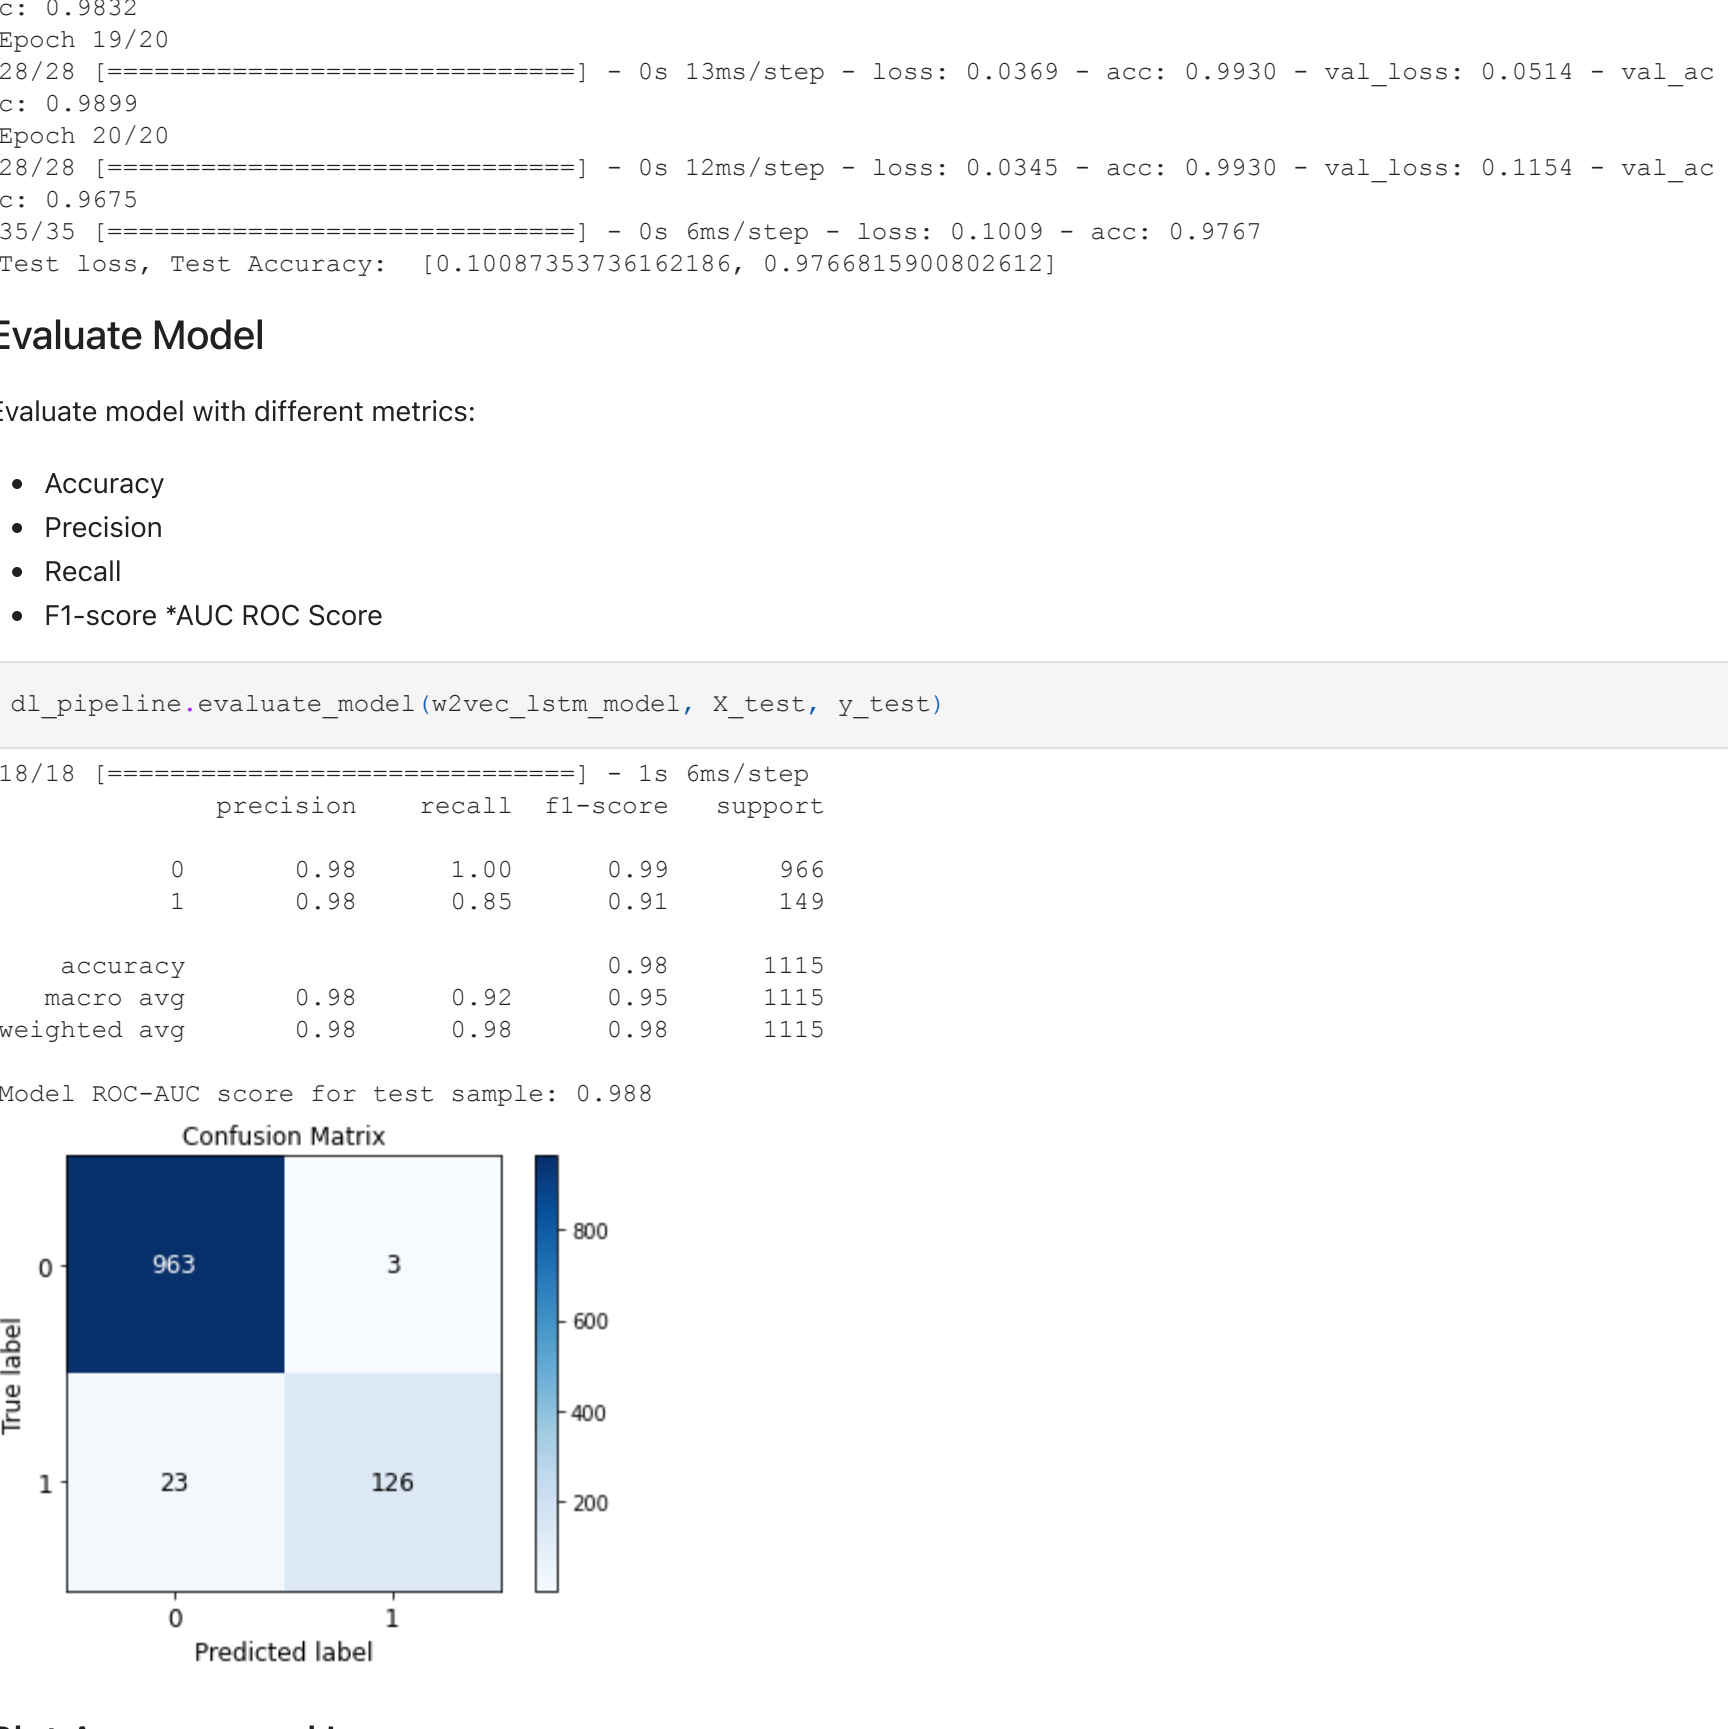 c: 0.9832
Epoch 19/20
28/28 [==============================] - 0s 13ms/step - loss: 0.0369 - acc: 0.9930 - val_loss: 0.0514 - val_ac
c: 0.9899
Epoch 20/20
28/28 [==============================] - 0s 12ms/step - loss: 0.0345 - acc: 0.9930 - val_loss: 0.1154 - val_ac
c: 0.9675
35/35 [==============================] - 0s 6ms/step - loss: 0.1009 - acc: 0.9767
Test loss, Test Accuracy:  [0.10087353736162186, 0.9766815900802612]
Evaluate Model
Evaluate model with different metrics:
• Accuracy
• Precision
• Recall
• F1-score *AUC ROC Score
dl_pipeline.evaluate_model(w2vec_lstm_model, X_test, y_test)
18/18 [==============================] - 1s 6ms/step
precision    recall  f1-score   support
0       0.98      1.00      0.99       966
1       0.98      0.85      0.91       149
accuracy                           0.98      1115
macro avg       0.98      0.92      0.95      1115
weighted avg       0.98      0.98      0.98      1115
Model ROC-AUC score for test sample: 0.988
Confusion Matrix
963 3
0
23 126
1
True label
0 1
Predicted label
800
600
400
200